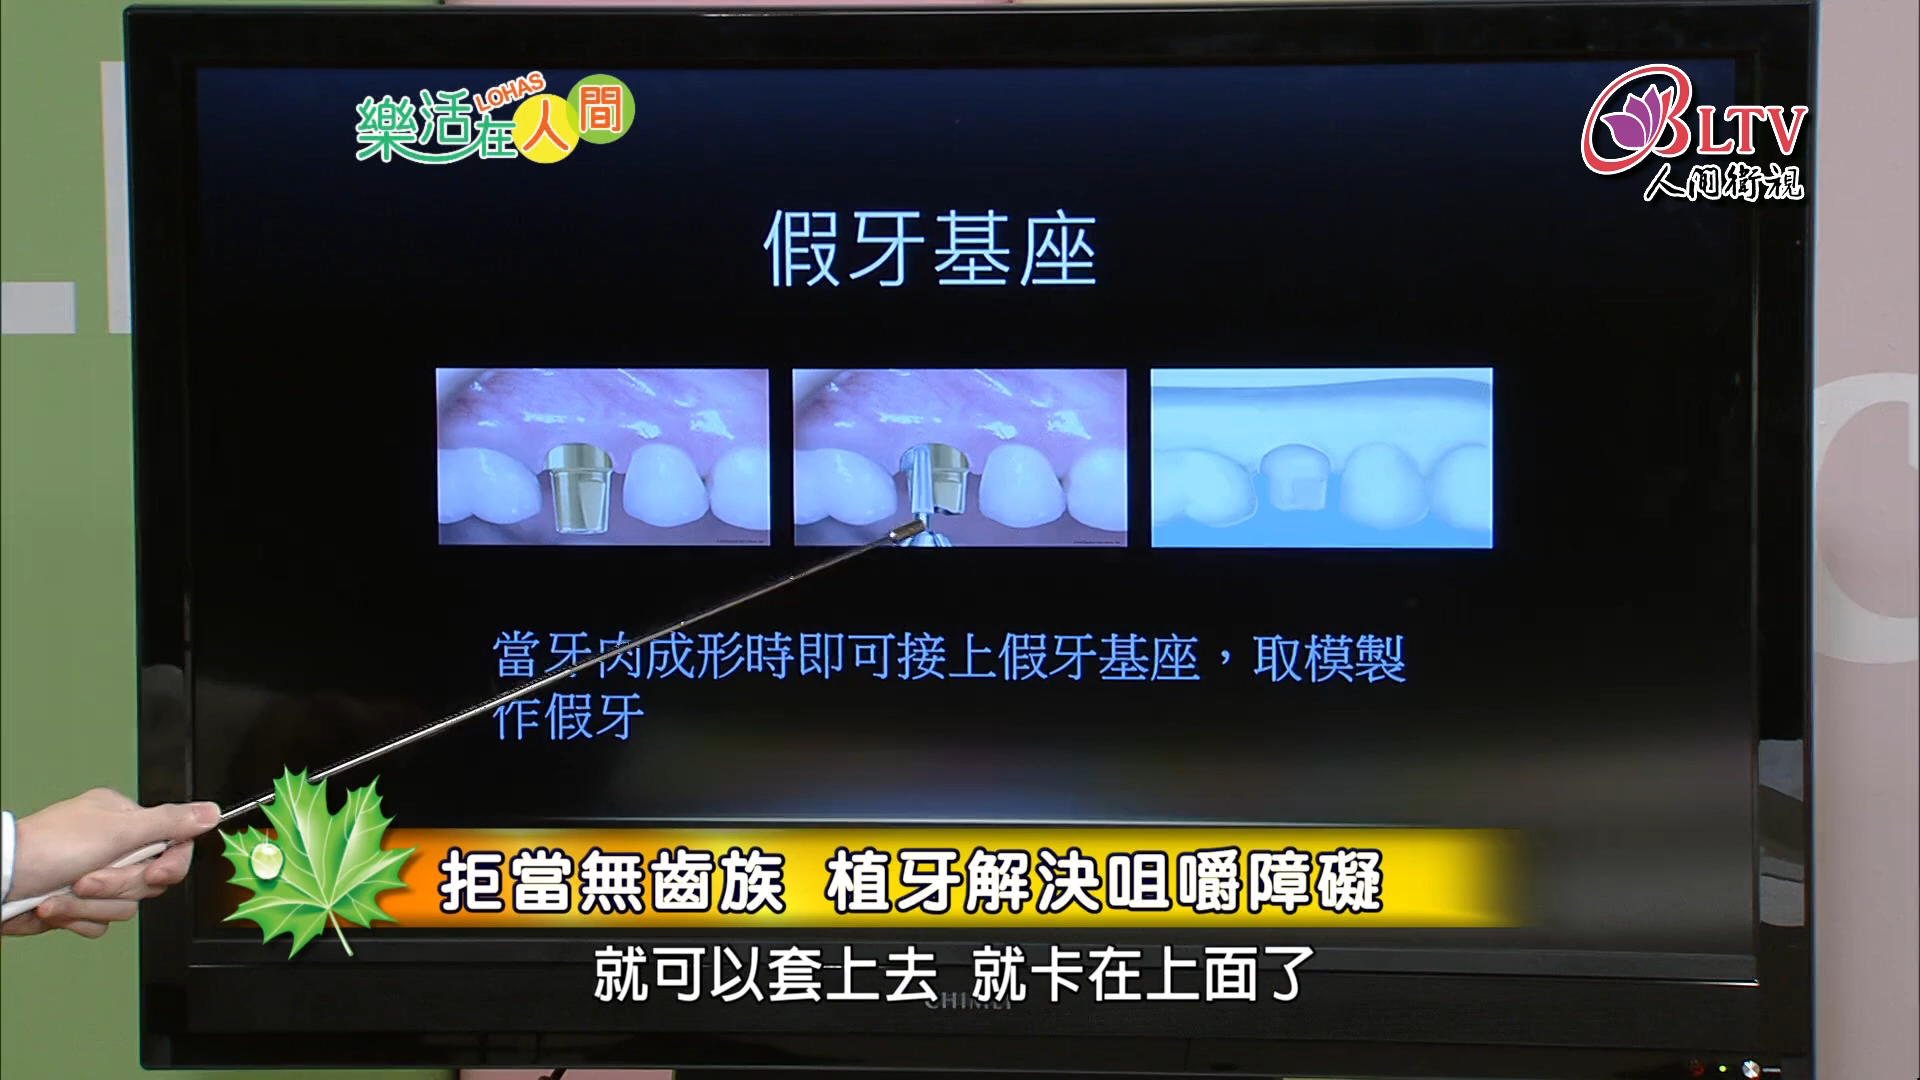 樂活在人間
LOHAS
BLTV
人間衛視
假牙基座
當牙肉成形時即可接上假牙基座，取模製
作假牙
拒當無齒族 植牙解決咀嚼障礙
就可以套上去 就卡在上面了
CHIMEI